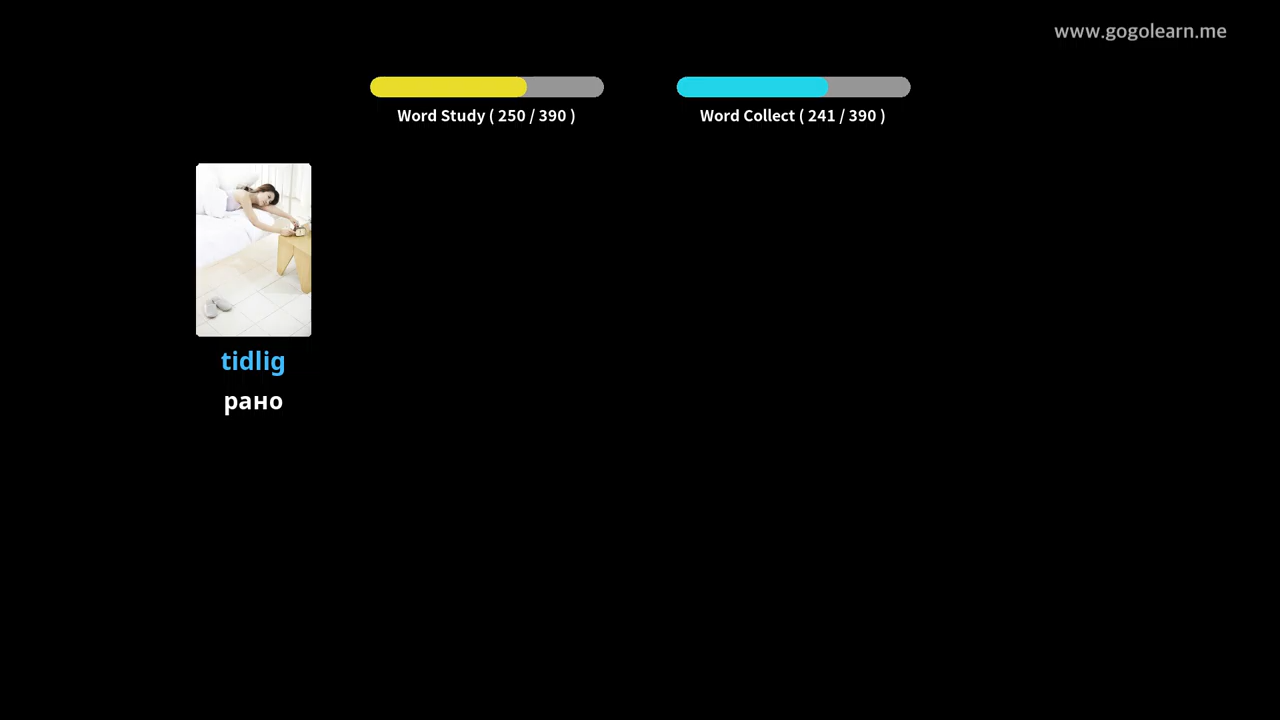 www.gogolearn.me
Word Study ( 250 / 390 )
Word Collect ( 241 / 390 )
tidlig
рано